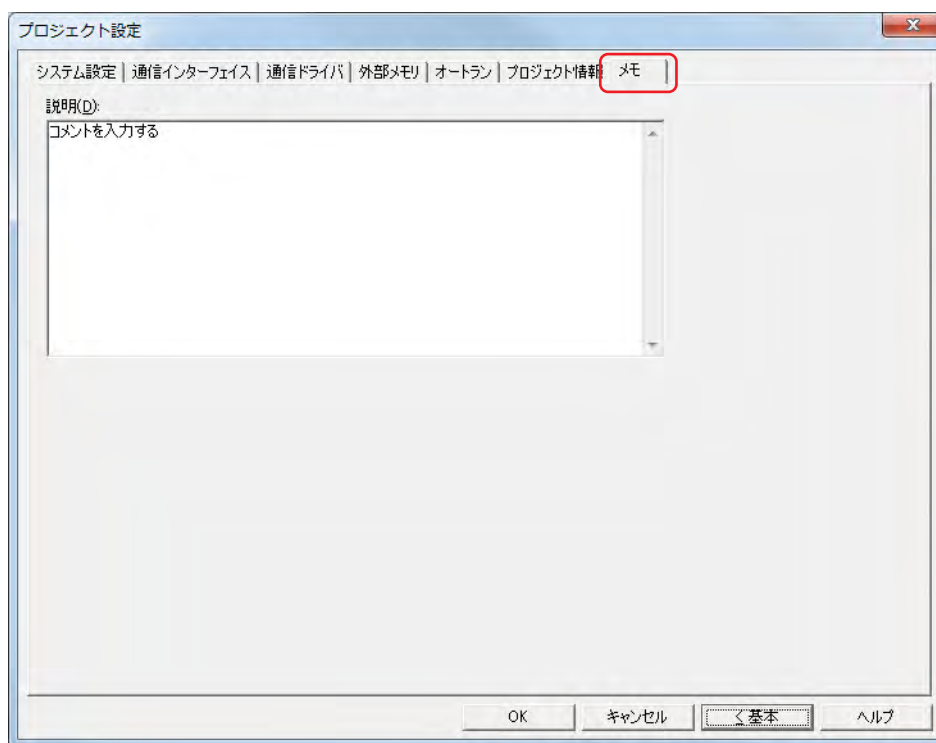 プロジェクト設定
システム設定 通信インターフェイス 通信ドライバ 外部メモリ オートラン プロジェクト情報 メモ
説明(D):
コメントを入力する
OK キャンセル く基本 ヘルプ